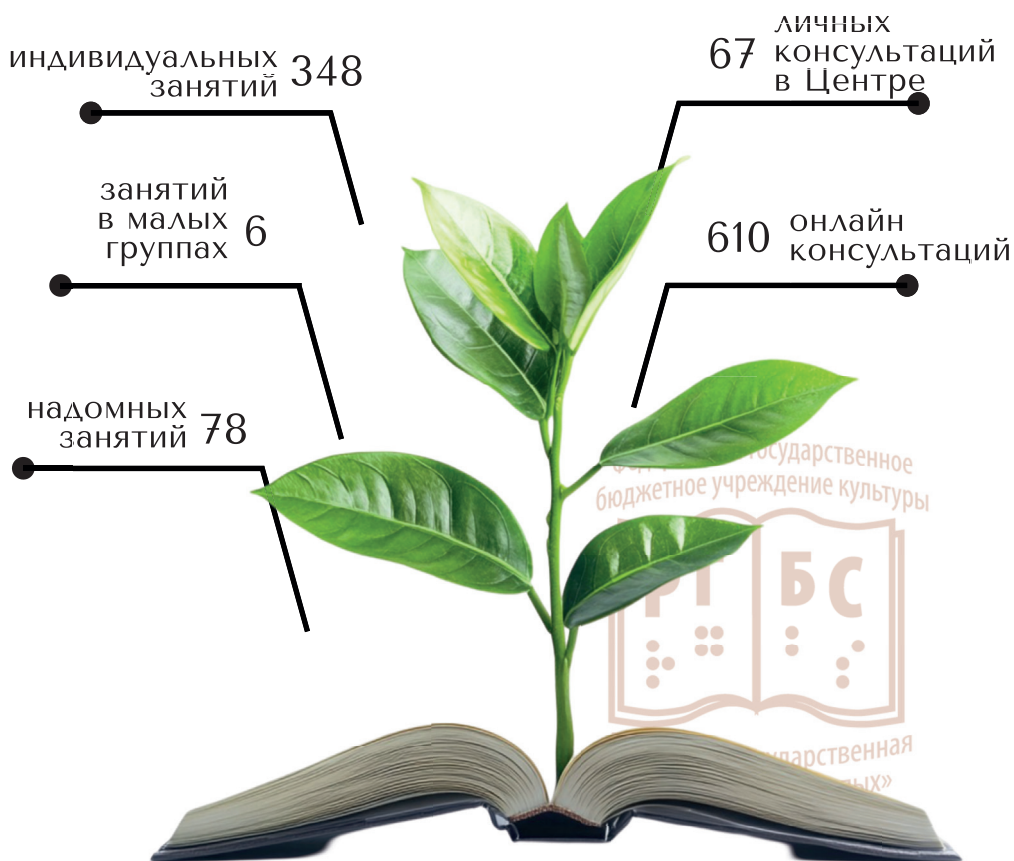 индивидуальных
занятий 348
занятий
в малых
группах 6
надомных
занятий 78
67 личных
консультаций
в Центре
610 онлайн
консультаций
бюджетное учреждение культуры
РГ БС